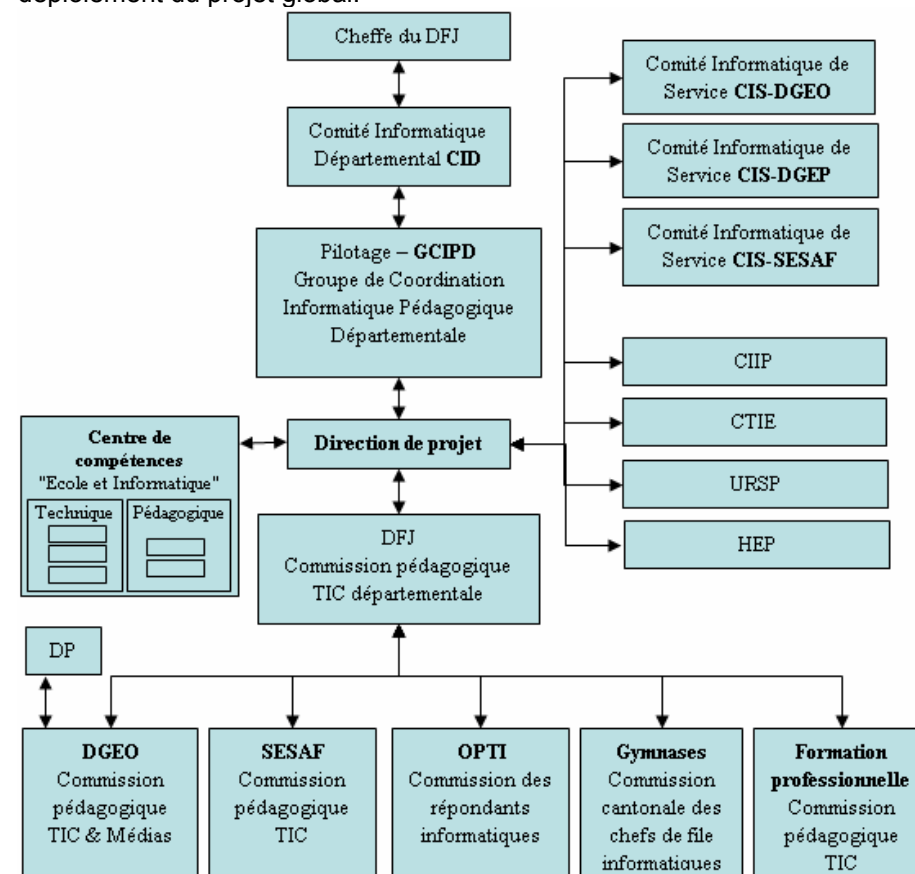 déploiement du projet global.
Cheffe du DFJ
Comité Informatique
Départemental CID
Pilotage – GCIPD
Groupe de Coordination
Informatique Pédagogique
Départementale
Comité Informatique de
Service CIS-DGEO
Comité Informatique de
Service CIS-DGEP
Comité Informatique de
Service CIS-SESAF
CIIP
CTIE
URSP
HEP
Centre de
compétences
"Ecole et Informatique"
Technique
Pédagogique
Direction de projet
DFJ
Commission pédagogique
TIC départementale
DP
DGEO
Commission
pédagogique
TIC & Médias
SESAF
Commission
pédagogique
TIC
OPTI
Commission des
répondants
informatiques
Gymnases
Commission
cantonale des
chefs de file
informatiques
Formation
professionnelle
Commission
pédagogique
TIC